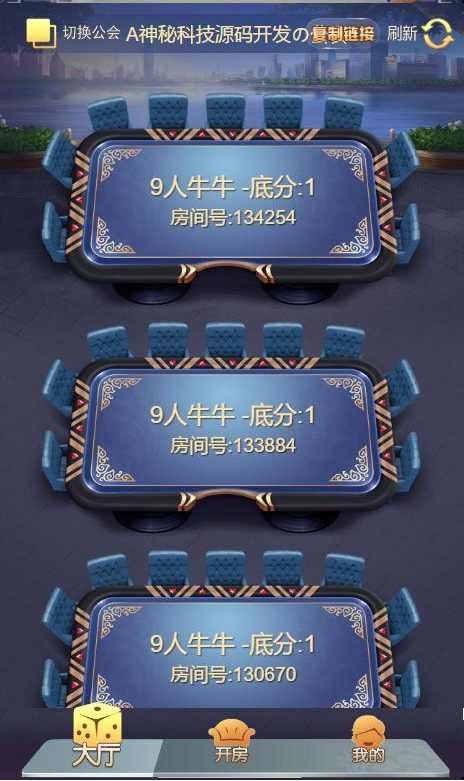 切换公会
A神秘科技源码开发の
复制链接
刷新
9人牛牛 -底分:1
房间号:134254
9人牛牛 -底分:1
房间号:133884
9人牛牛 -底分:1
房间号:130670
大厅
开房
我的